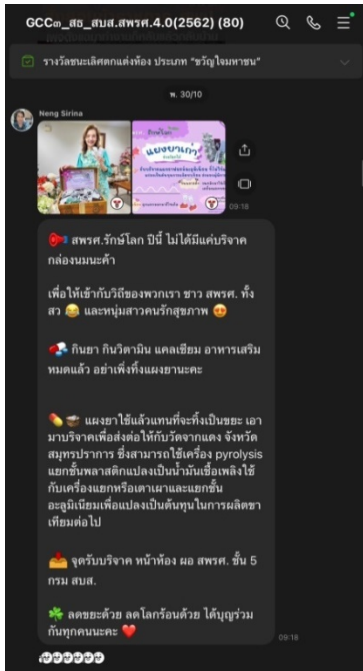 GCCต_สธ_สบส.สพรศ.4.0(2562) (80)
รางวัลชนะเลิศตกแต่งท้อง ประเภท "ขวัญใจมหาชน"
พ. 30/10
Neng Sirina
แยงยาเก่า
09:18
สพรศ.รักษ์โลก ปีนี้ ไม่ได้มีแค่บริจาค
กล่องนมนะค้า
เพื่อให้เข้ากับวิถีของพวกเรา ชาว สพรศ. ทั้ง
สว 😂 และหนุ่มสาวคนรักสุขภาพ 😍
กินยา กินวิตามิน แคลเซียม อาหารเสริม
หมดแล้ว อย่าเพิ่งทิ้งแผงยานะคะ
แผงยาใช้แล้วแทนที่จะทิ้งเป็นขยะ เอา
มาบริจาคเพื่อส่งต่อให้กับวัดจากแดง จังหวัด
สมุทรปราการ ซึ่งสามารถใช้เครื่อง pyrolysis
แยกชั้นพลาสติกแปลงเป็นน้ำมันเชื้อเพลิงใช้
กับเครื่องแยกหรือเตาเผาและแยกชั้น
อะลูมิเนียมเพื่อแปลงเป็นต้นทุนในการผลิตขา
เทียมต่อไป
จุดรับบริจาค หน้าห้อง ผอ สพรศ. ชั้น 5
กรม สบส.
ลดขยะด้วย ลดโลกร้อนด้วย ได้บุญร่วม
กันทุกคนนะคะ ❤️
09:18